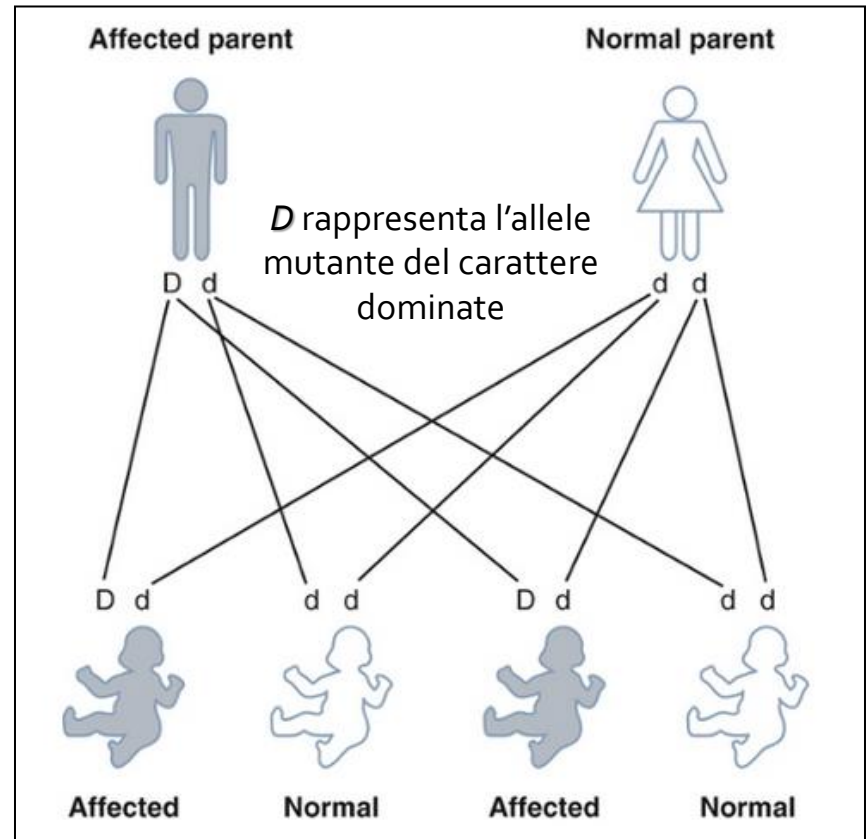 Affected parent
Normal parent
D rappresenta l'allele
mutante del carattere
dominate
D d
d d
D d
d d
D d
d d
Affected
Normal
Affected
Normal